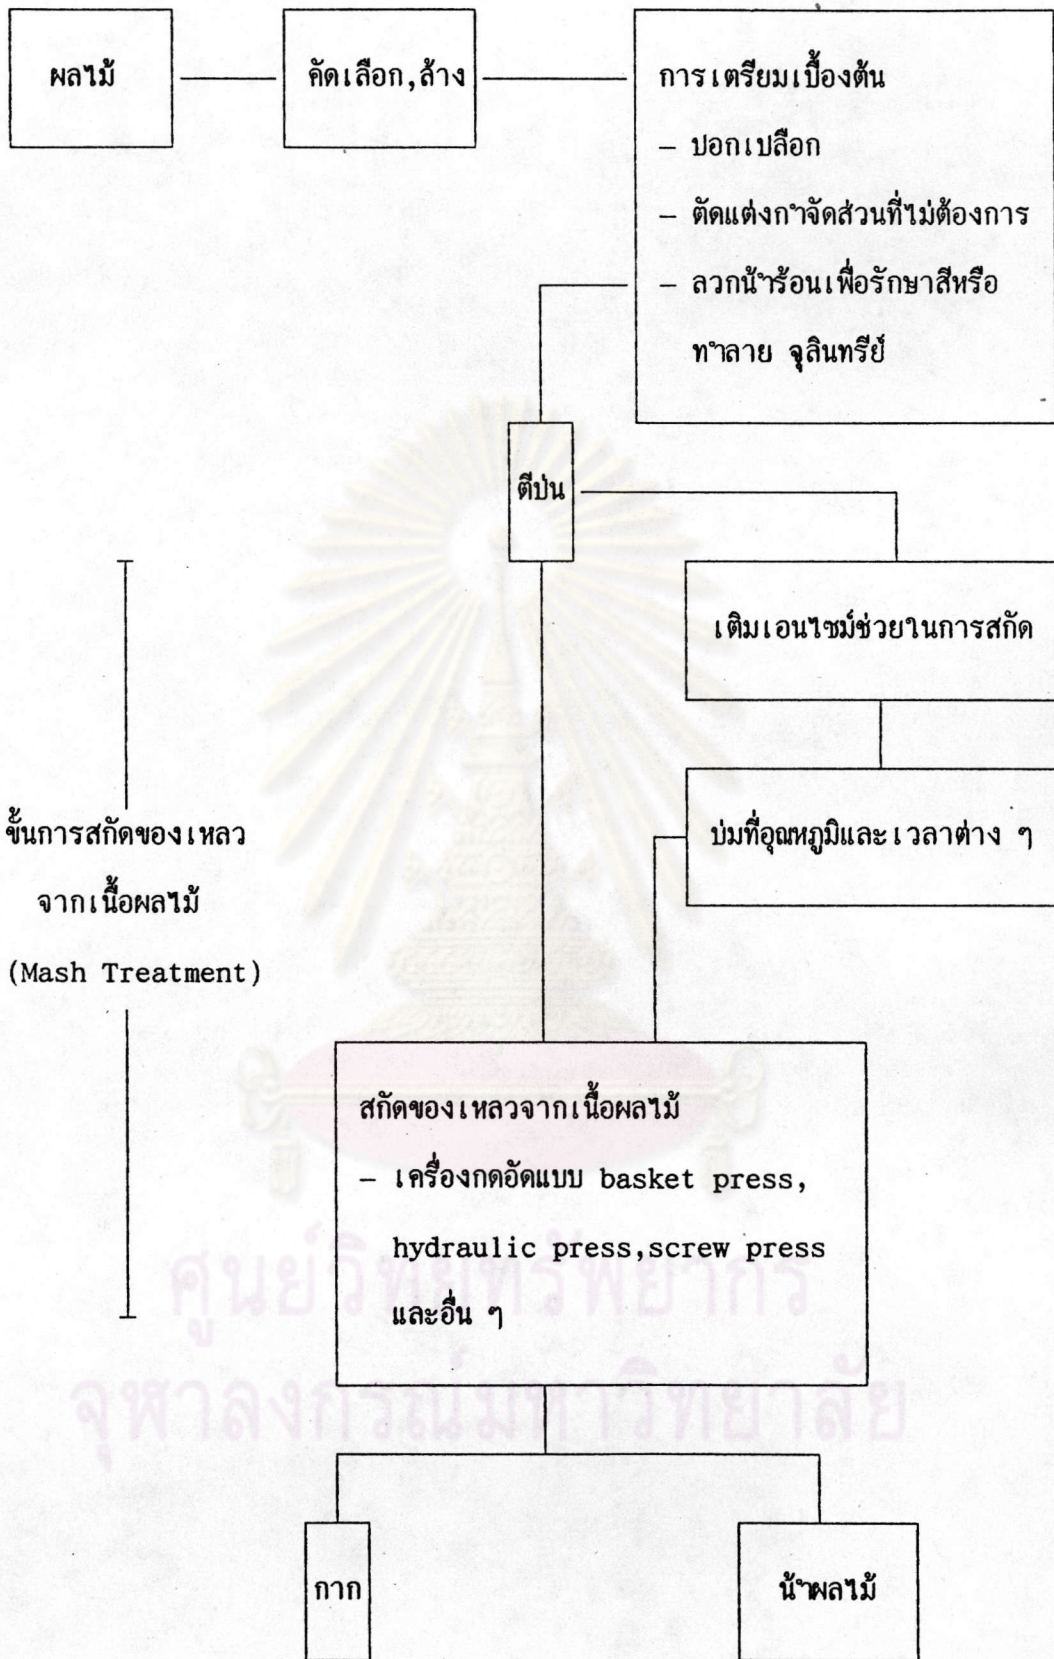 ผลไม้
คัดเลือก,ล้าง
การเตรียมเบื้องต้น
- ปอกเปลือก
- ตัดแต่งกำจัดส่วนที่ไม่ต้องการ
- ลวกน้ำร้อนเพื่อรักษาสีหรือ
ทำลาย จุลินทรีย์
ตีป่น
เติมเอนไซม์ช่วยในการสกัด
บ่มที่อุณหภูมิและเวลาต่าง ๆ
ขั้นการสกัดของเหลว
จากเนื้อผลไม้
(Mash Treatment)
สกัดของเหลวจากเนื้อผลไม้
- เครื่องกดอัดแบบ basket press,
hydraulic press,screw press
และอื่น ๆ
ศูนย์วิทยทรัพยากร
จุฬาลงกรณ์มหาวิทยาลัย
กาก
น้ำผลไม้